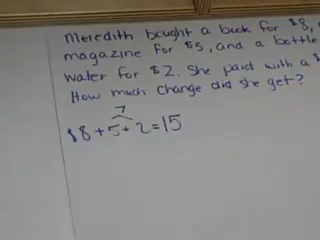 Meredith bought a book for $8,
magazine for $5, and a bottle
water for $2. She paid with a $
How much change did she get?
7
$8+5+2=15